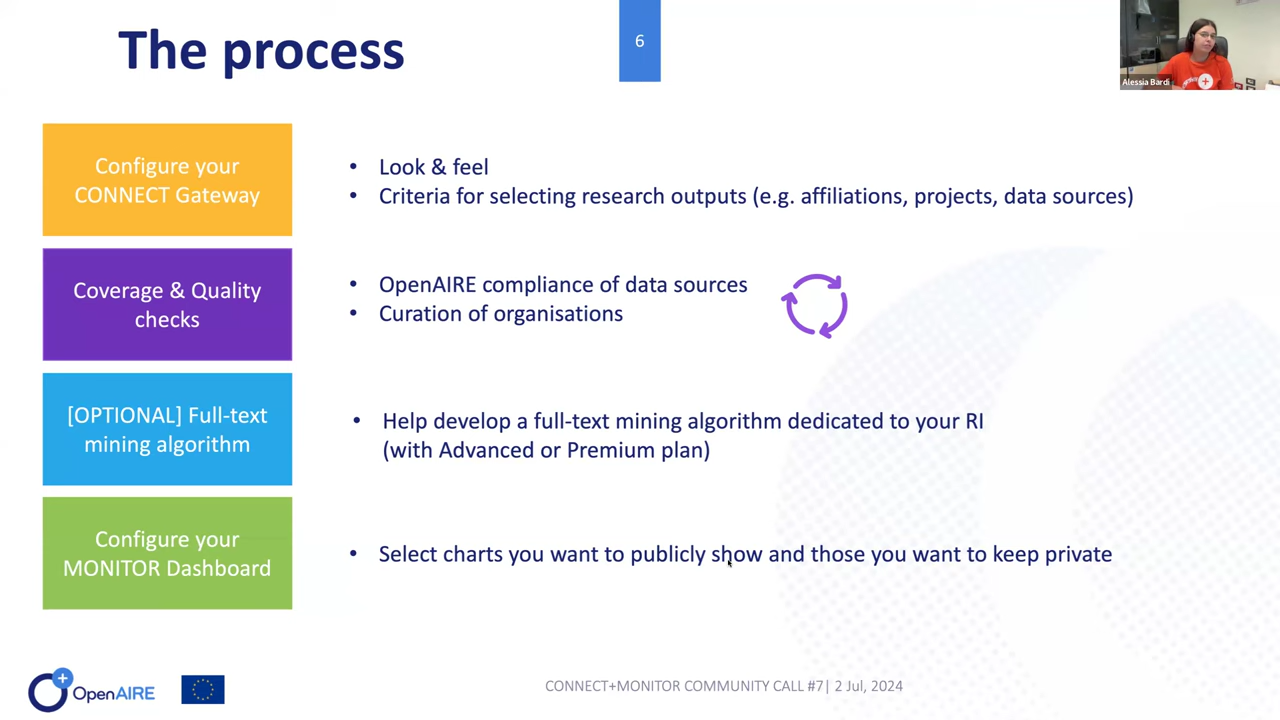 The process
6
Alessia Bardi
Configure your
CONNECT Gateway
• Look & feel
• Criteria for selecting research outputs (e.g. affiliations, projects, data sources)
Coverage & Quality
checks
• OpenAIRE compliance of data sources
• Curation of organisations
[OPTIONAL] Full-text
mining algorithm
• Help develop a full-text mining algorithm dedicated to your RI
(with Advanced or Premium plan)
Configure your
MONITOR Dashboard
• Select charts you want to publicly show and those you want to keep private
OpenAIRE
CONNECT+MONITOR COMMUNITY CALL #7| 2 Jul, 2024